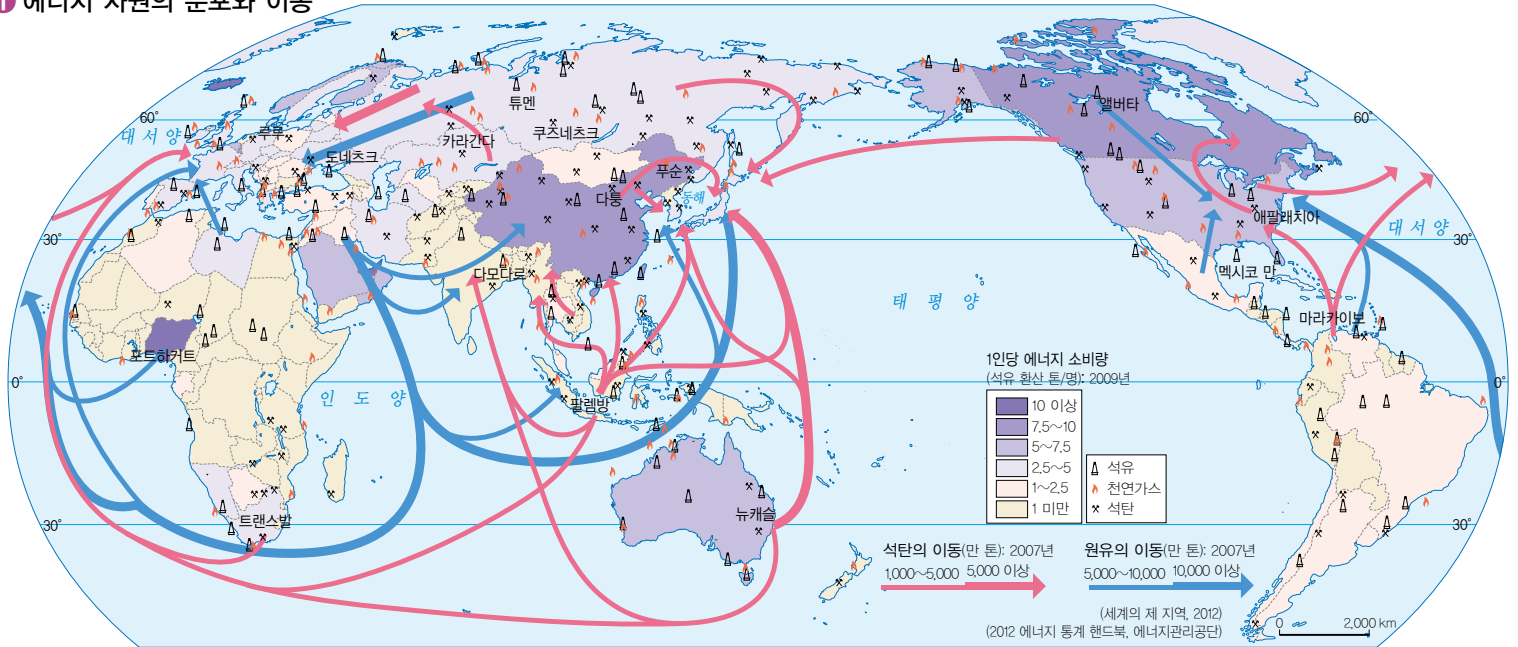 1 에너지 자원의 분포와 이동
60°
60°
대서양
루르
튜멘
카라간다
쿠즈네츠크
도네츠크
앨버타
푸순
다퉁
동해
애팔래치아
대서양
30°
30°
다모다르
멕시코 만
태평양
마라카이보
포트하커트
0°
0°
인도양
팔렘방
트랜스발
뉴캐슬
30°
30°
1인당 에너지 소비량
(석유 환산 톤/명): 2009년
10 이상
7.5~10
5~7.5
2.5~5
1~2.5
1 미만
석유
천연가스
석탄
석탄의 이동(만 톤): 2007년
1,000~5,000 5,000 이상
원유의 이동(만 톤): 2007년
5,000~10,000 10,000 이상
(세계의 제 지역, 2012)
(2012 에너지 통계 핸드북, 에너지관리공단)
0 2,000 km